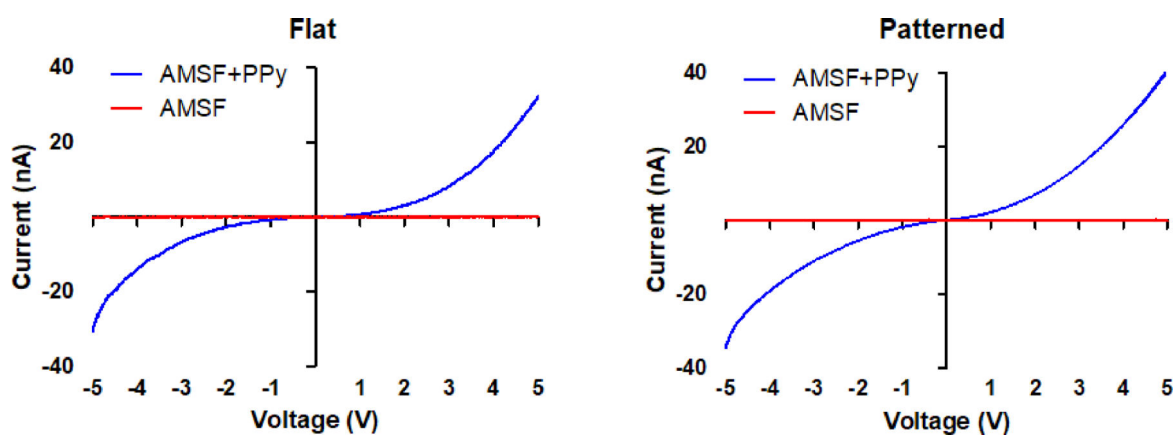 Flat
AMSF+PPy
AMSF
Current (nA)
40
20
-20
-40
-5 -4 -3 -2 -1 1 2 3 4 5
Voltage (V)
Patterned
AMSF+PPy
AMSF
Current (nA)
40
20
-20
-40
-5 -4 -3 -2 -1 1 2 3 4 5
Voltage (V)